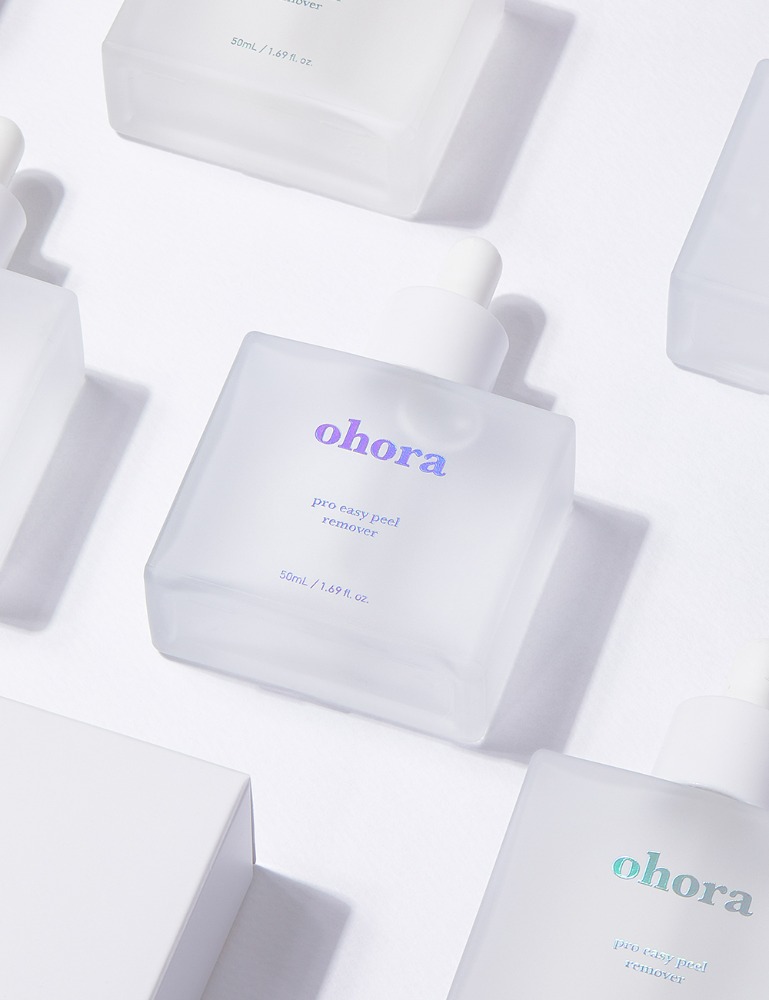 remover
50mL / 1.69 fl. oz.
ohora
pro easy peel
remover
50mL / 1.69 fl. oz.
ohora
pro easy peel
remover